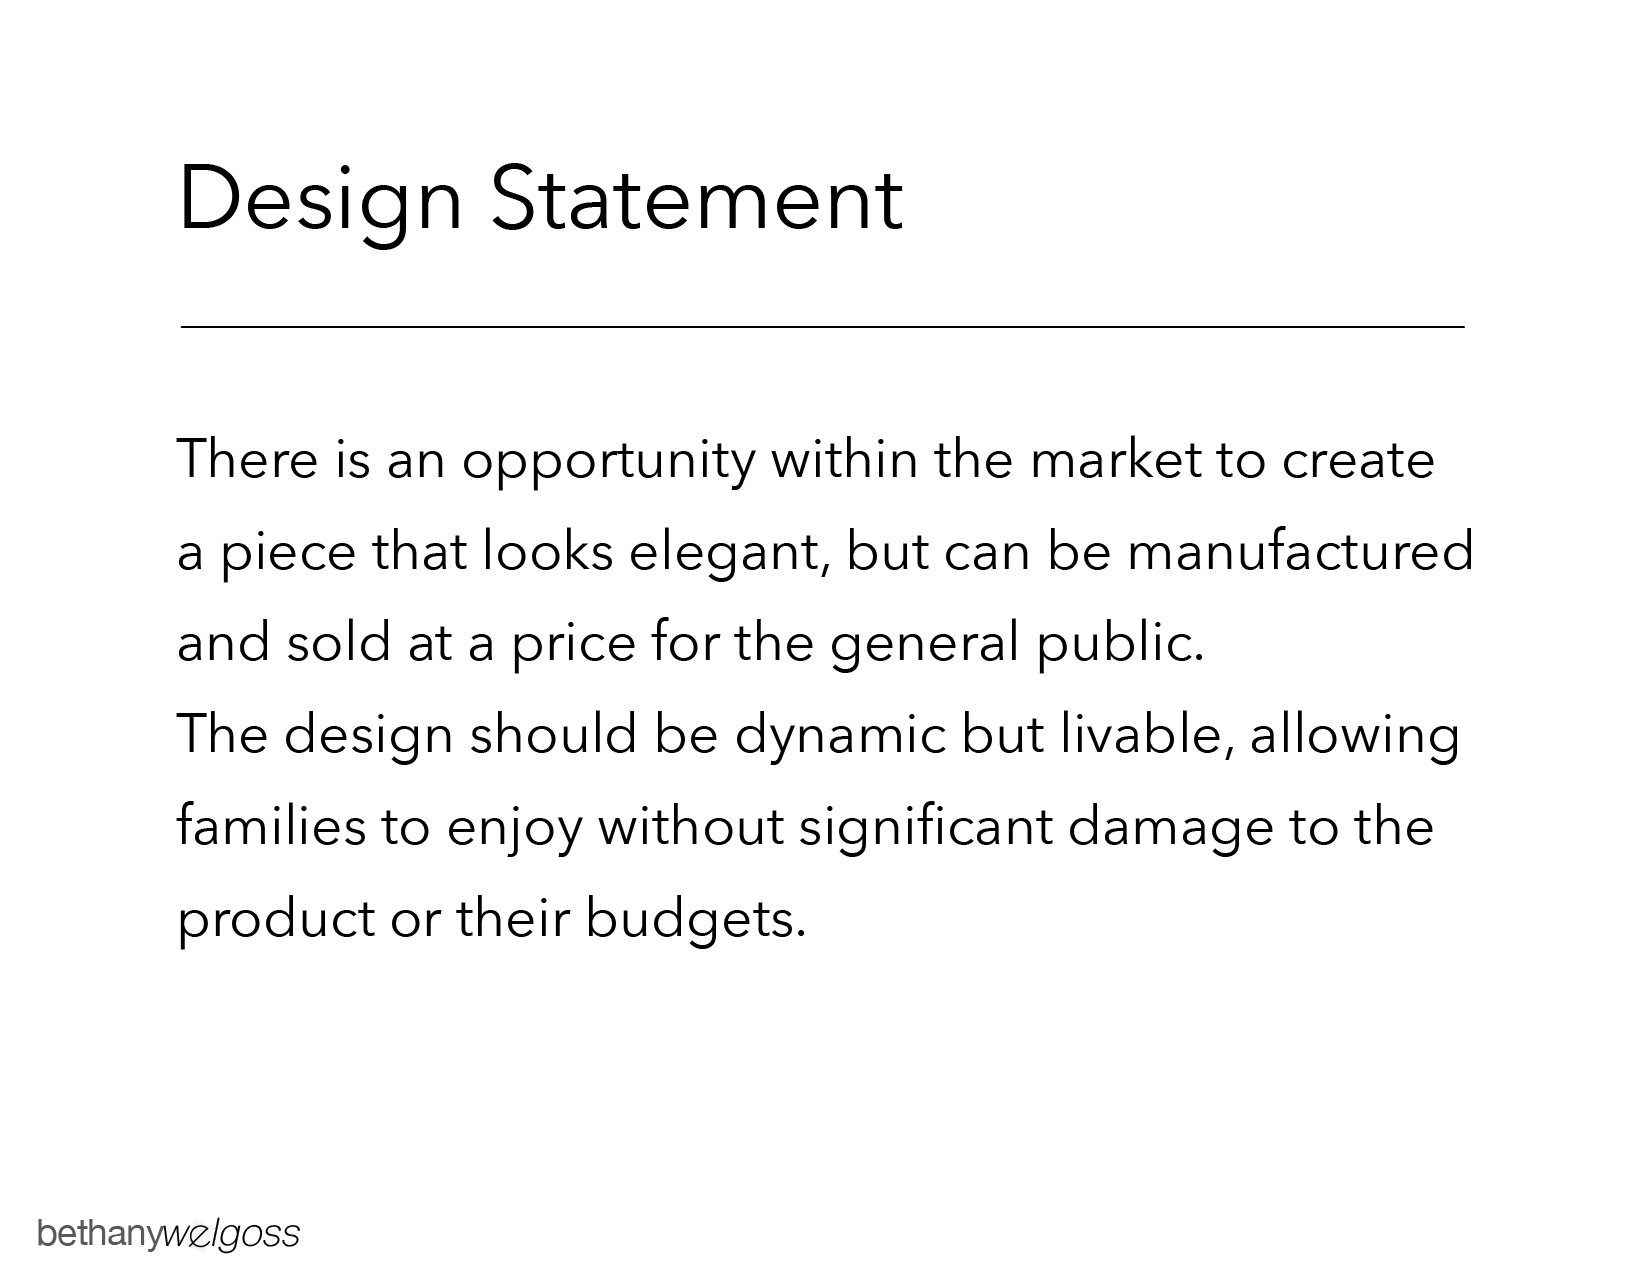 Design Statement
There is an opportunity within the market to create
a piece that looks elegant, but can be manufactured
and sold at a price for the general public.
The design should be dynamic but livable, allowing
families to enjoy without significant damage to the
product or their budgets.
bethanywelgoss